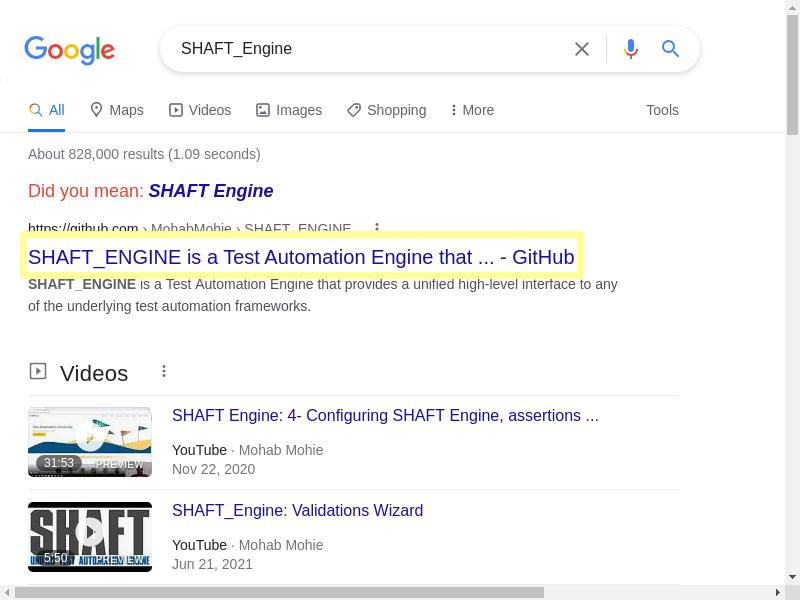 Google
SHAFT_Engine
All Maps Videos Images Shopping More Tools
About 828,000 results (1.09 seconds)
Did you mean: SHAFT Engine
https://github.com › MohabMohie › SHAFT_ENGINE
SHAFT_ENGINE is a Test Automation Engine that ... - GitHub
SHAFT_ENGINE is a Test Automation Engine that provides a unified high-level interface to any
of the underlying test automation frameworks.
Videos
SHAFT Engine: 4- Configuring SHAFT Engine, assertions ...
31:53 PREVIEW
YouTube · Mohab Mohie
Nov 22, 2020
SHAFT_Engine: Validations Wizard
SHAFT
5:50 PREVIEW
YouTube · Mohab Mohie
Jun 21, 2021